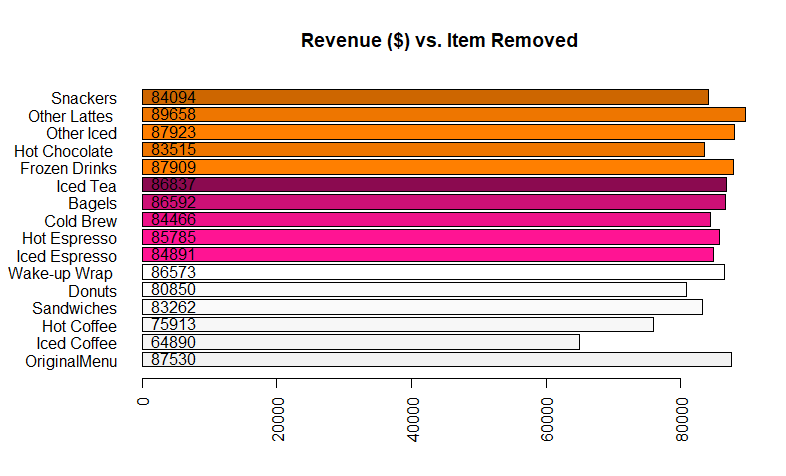 Revenue ($) vs. Item Removed
Snackers 84094
Other Lattes 89658
Other Iced 87923
Hot Chocolate 83515
Frozen Drinks 87909
Iced Tea 86837
Bagels 86592
Cold Brew 84466
Hot Espresso 85785
Iced Espresso 84891
Wake-up Wrap 86573
Donuts 80850
Sandwiches 83262
Hot Coffee 75913
Iced Coffee 64890
OriginalMenu 87530
0 20000 40000 60000 80000